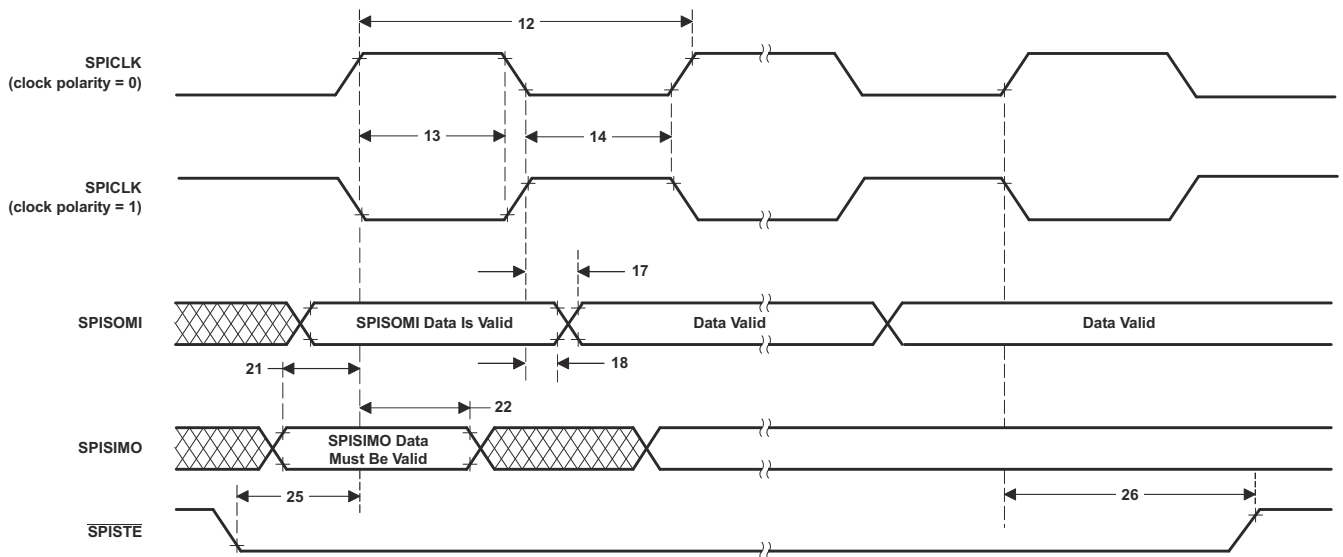 12
SPICLK
(clock polarity = 0)
13
14
SPICLK
(clock polarity = 1)
17
SPISOMI
SPISOMI Data Is Valid
Data Valid
Data Valid
21
18
22
SPISIMO
SPISIMO Data
Must Be Valid
25
26
SPISTE